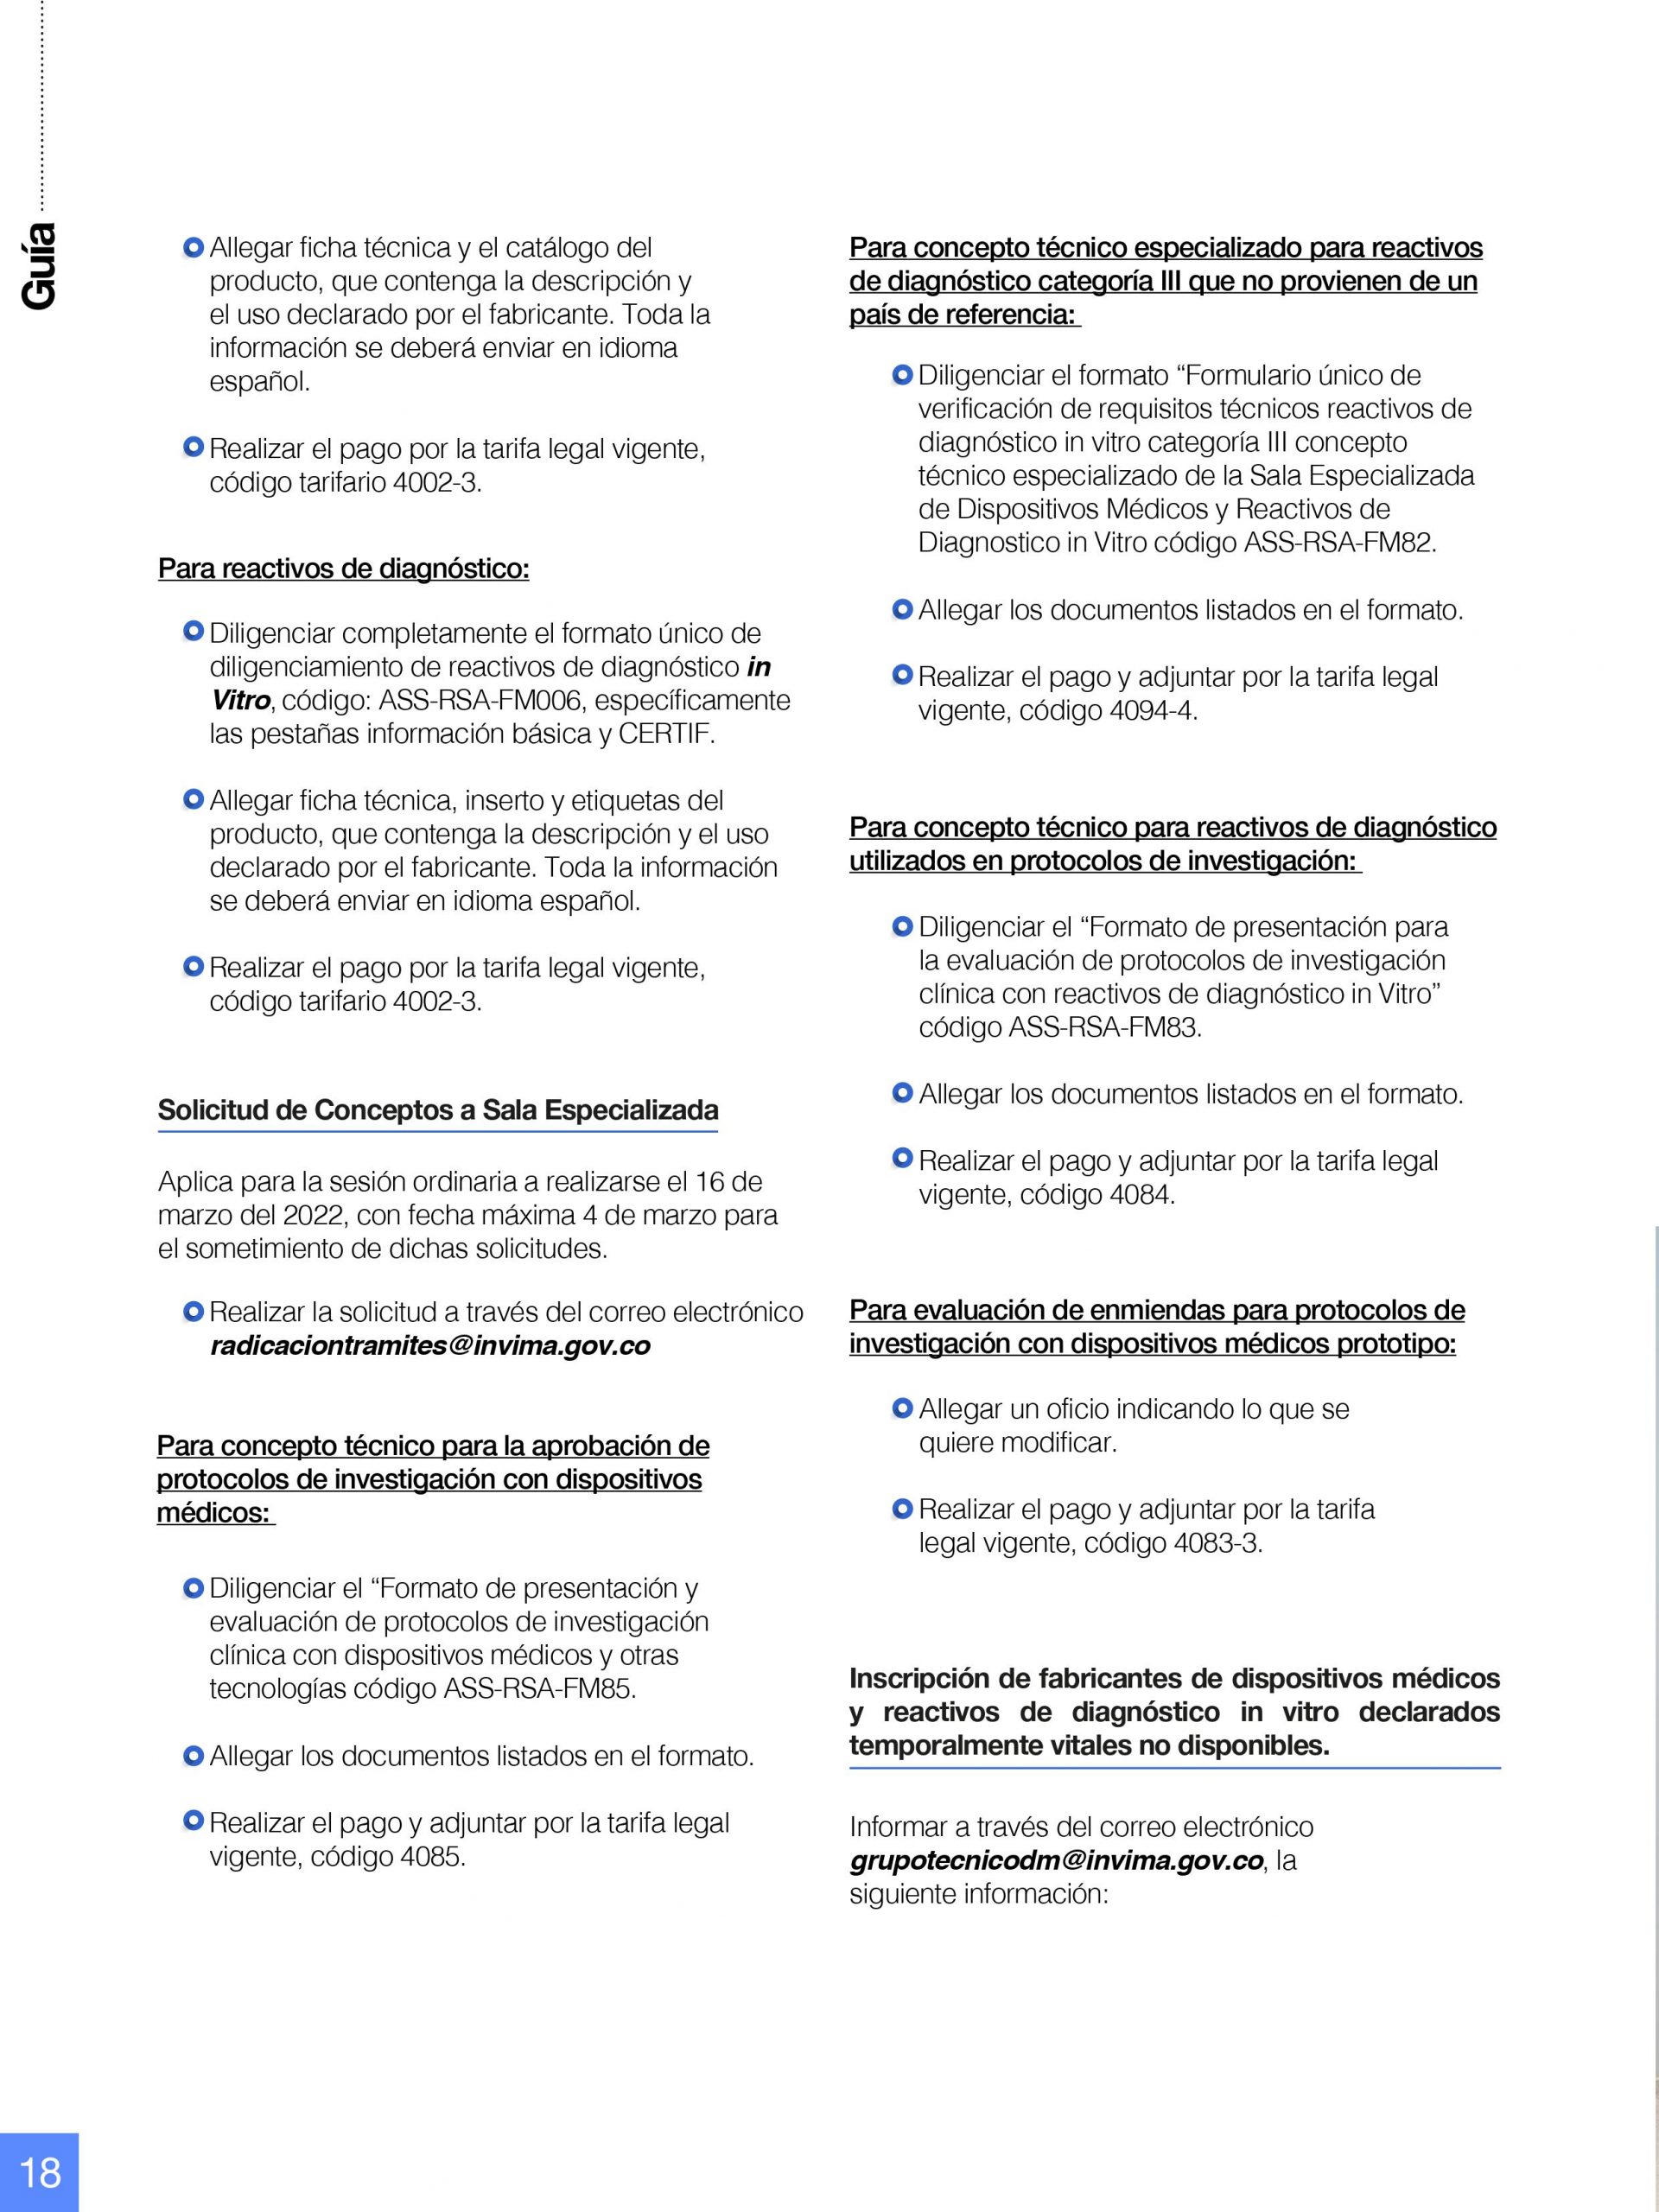 Guía
Allegar ficha técnica y el catálogo del
producto, que contenga la descripción y
el uso declarado por el fabricante. Toda la
información se deberá enviar en idioma
español.
Realizar el pago por la tarifa legal vigente,
código tarifario 4002-3.
Para reactivos de diagnóstico:
Diligenciar completamente el formato único de
diligenciamiento de reactivos de diagnóstico in
Vitro, código: ASS-RSA-FM006, específicamente
las pestañas información básica y CERTIF.
Allegar ficha técnica, inserto y etiquetas del
producto, que contenga la descripción y el uso
declarado por el fabricante. Toda la información
se deberá enviar en idioma español.
Realizar el pago por la tarifa legal vigente,
código tarifario 4002-3.
Solicitud de Conceptos a Sala Especializada
Aplica para la sesión ordinaria a realizarse el 16 de
marzo del 2022, con fecha máxima 4 de marzo para
el sometimiento de dichas solicitudes.
Realizar la solicitud a través del correo electrónico
radicaciontramites@invima.gov.co
Para concepto técnico para la aprobación de
protocolos de investigación con dispositivos
médicos:
Diligenciar el “Formato de presentación y
evaluación de protocolos de investigación
clínica con dispositivos médicos y otras
tecnologías código ASS-RSA-FM85.
Allegar los documentos listados en el formato.
Realizar el pago y adjuntar por la tarifa legal
vigente, código 4085.
Para concepto técnico especializado para reactivos
de diagnóstico categoría III que no provienen de un
país de referencia:
Diligenciar el formato “Formulario único de
verificación de requisitos técnicos reactivos de
diagnóstico in vitro categoría III concepto
técnico especializado de la Sala Especializada
de Dispositivos Médicos y Reactivos de
Diagnostico in Vitro código ASS-RSA-FM82.
Allegar los documentos listados en el formato.
Realizar el pago y adjuntar por la tarifa legal
vigente, código 4094-4.
Para concepto técnico para reactivos de diagnóstico
utilizados en protocolos de investigación:
Diligenciar el “Formato de presentación para
la evaluación de protocolos de investigación
clínica con reactivos de diagnóstico in Vitro”
código ASS-RSA-FM83.
Allegar los documentos listados en el formato.
Realizar el pago y adjuntar por la tarifa legal
vigente, código 4084.
Para evaluación de enmiendas para protocolos de
investigación con dispositivos médicos prototipo:
Allegar un oficio indicando lo que se
quiere modificar.
Realizar el pago y adjuntar por la tarifa
legal vigente, código 4083-3.
Inscripción de fabricantes de dispositivos médicos
y reactivos de diagnóstico in vitro declarados
temporalmente vitales no disponibles.
Informar a través del correo electrónico
grupotecnicodm@invima.gov.co, la
siguiente información:
18